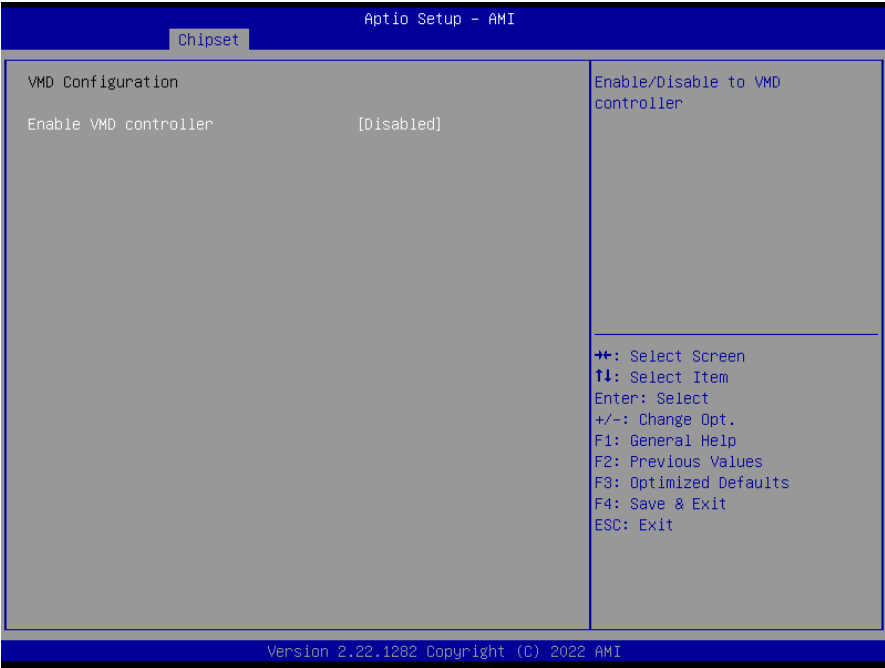 Aptio Setup – AMI
Chipset
VMD Configuration
Enable VMD controller [Disabled]
Enable/Disable to VMD
controller
→←: Select Screen
↑↓: Select Item
Enter: Select
+/-: Change Opt.
F1: General Help
F2: Previous Values
F3: Optimized Defaults
F4: Save & Exit
ESC: Exit
Version 2.22.1282 Copyright (C) 2022 AMI